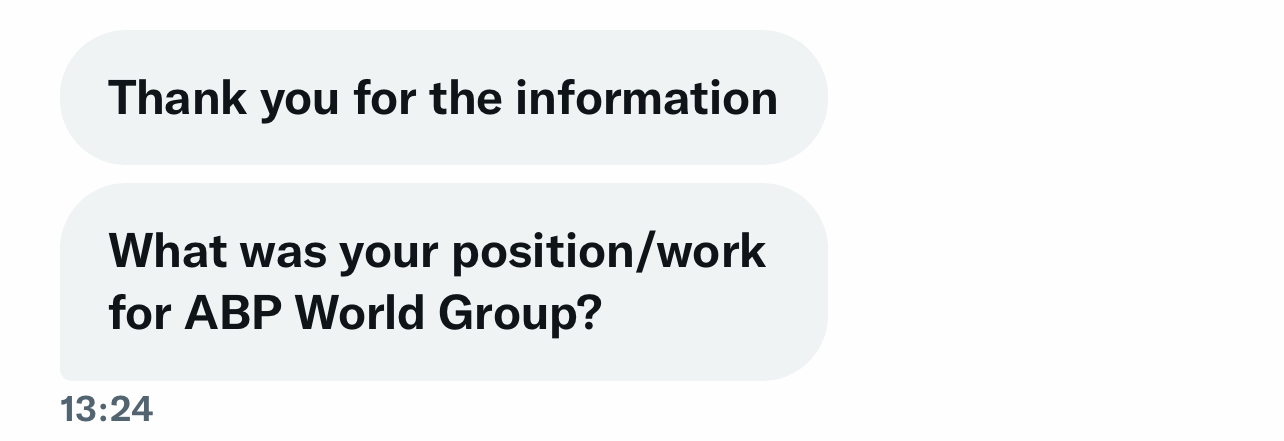 Thank you for the information
What was your position/work
for ABP World Group?
13:24